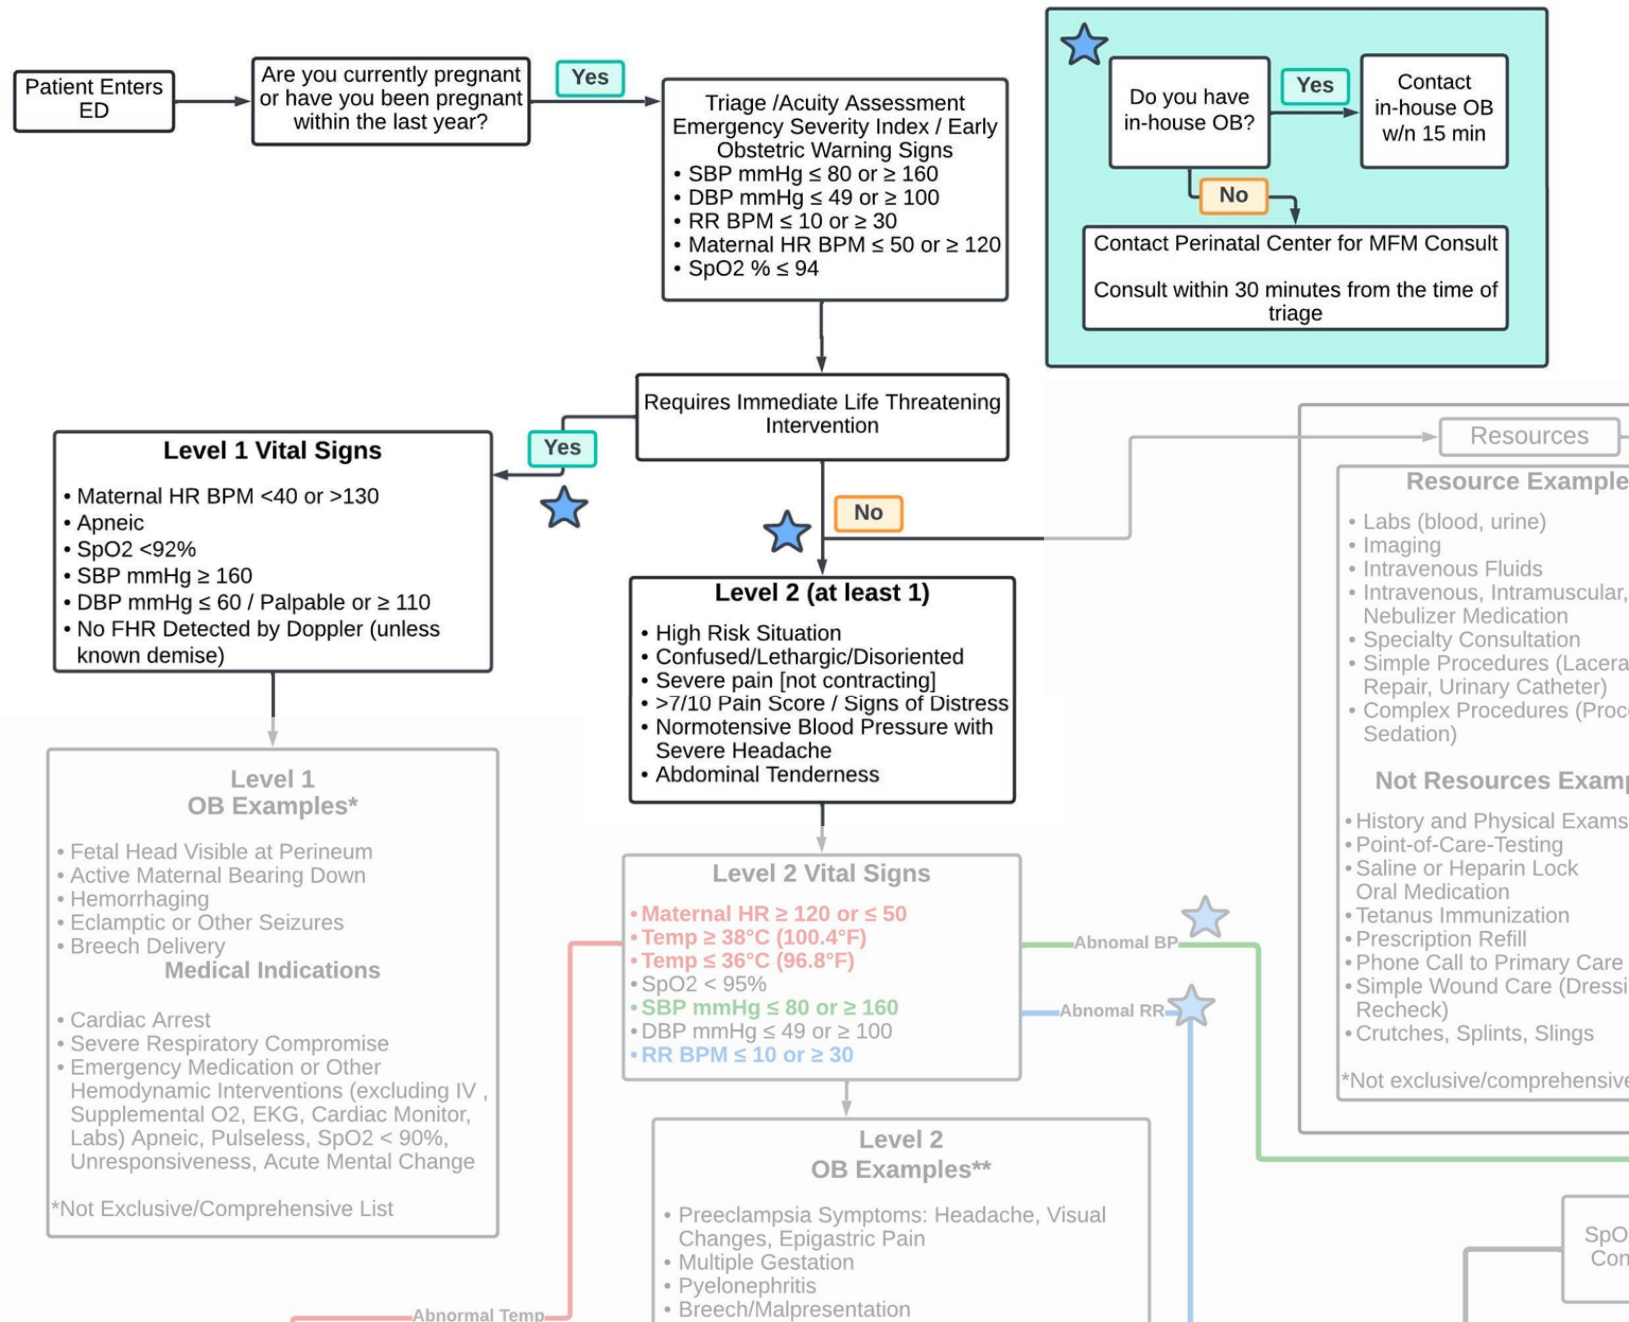 Patient Enters
ED
Are you currently pregnant
or have you been pregnant
within the last year?
Yes
Triage /Acuity Assessment
Emergency Severity Index / Early
Obstetric Warning Signs
• SBP mmHg ≤ 80 or ≥ 160
• DBP mmHg ≤ 49 or ≥ 100
• RR BPM ≤ 10 or ≥ 30
• Maternal HR BPM ≤ 50 or ≥ 120
• SpO2 % ≤ 94
Do you have
in-house OB?
Yes
Contact
in-house OB
w/n 15 min
No
Contact Perinatal Center for MFM Consult
Consult within 30 minutes from the time of
triage
Requires Immediate Life Threatening
Intervention
Yes
No
Level 1 Vital Signs
• Maternal HR BPM <40 or >130
• Apneic
• SpO2 <92%
• SBP mmHg ≥ 160
• DBP mmHg ≤ 60 / Palpable or ≥ 110
• No FHR Detected by Doppler (unless
known demise)
Level 2 (at least 1)
• High Risk Situation
• Confused/Lethargic/Disoriented
• Severe pain [not contracting]
• >7/10 Pain Score / Signs of Distress
• Normotensive Blood Pressure with
Severe Headache
• Abdominal Tenderness
Level 1
OB Examples*
• Fetal Head Visible at Perineum
• Active Maternal Bearing Down
• Hemorrhaging
• Eclamptic or Other Seizures
• Breech Delivery
Medical Indications
• Cardiac Arrest
• Severe Respiratory Compromise
• Emergency Medication or Other
Hemodynamic Interventions (excluding IV ,
Supplemental O2, EKG, Cardiac Monitor,
Labs) Apneic, Pulseless, SpO2 < 90%,
Unresponsiveness, Acute Mental Change
*Not Exclusive/Comprehensive List
Level 2 Vital Signs
• Maternal HR ≥ 120 or ≤ 50
• Temp ≥ 38°C (100.4°F)
• Temp ≤ 36°C (96.8°F)
• SpO2 < 95%
• SBP mmHg ≤ 80 or ≥ 160
• DBP mmHg ≤ 49 or ≥ 100
• RR BPM ≤ 10 or ≥ 30
Abnomal BP
Abnomal RR
Abnormal Temp
Level 2
OB Examples**
• Preeclampsia Symptoms: Headache, Visual
Changes, Epigastric Pain
• Multiple Gestation
• Pyelonephritis
• Breech/Malpresentation
Resources
Resource Example
• Labs (blood, urine)
• Imaging
• Intravenous Fluids
• Intravenous, Intramuscular,
Nebulizer Medication
• Specialty Consultation
• Simple Procedures (Lacera
Repair, Urinary Catheter)
• Complex Procedures (Proc
Sedation)
Not Resources Examp
• History and Physical Exams
• Point-of-Care-Testing
• Saline or Heparin Lock
Oral Medication
• Tetanus Immunization
• Prescription Refill
• Phone Call to Primary Care
• Simple Wound Care (Dressi
Recheck)
• Crutches, Splints, Slings
*Not exclusive/comprehensive
SpO
Con